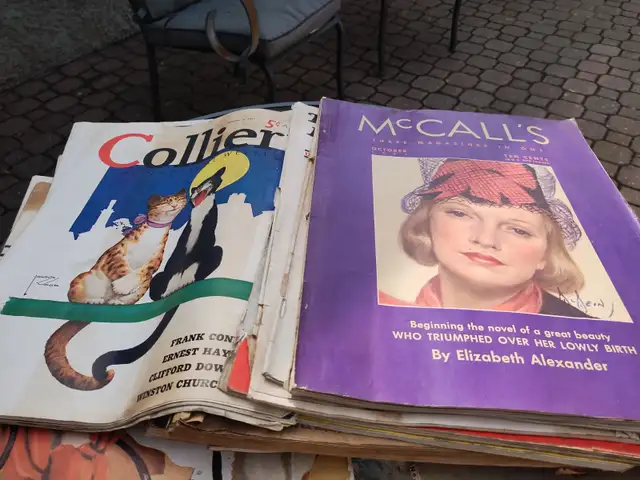 Collier
5¢
FRANK CON
ERNEST HAY
CLIFFORD DOW
WINSTON CHURC
McCALL'S
THREE MAGAZINES IN ONE
OCTOBER
TEN CENTS
Beginning the novel of a great beauty
WHO TRIUMPHED OVER HER LOWLY BIRTH
By Elizabeth Alexander